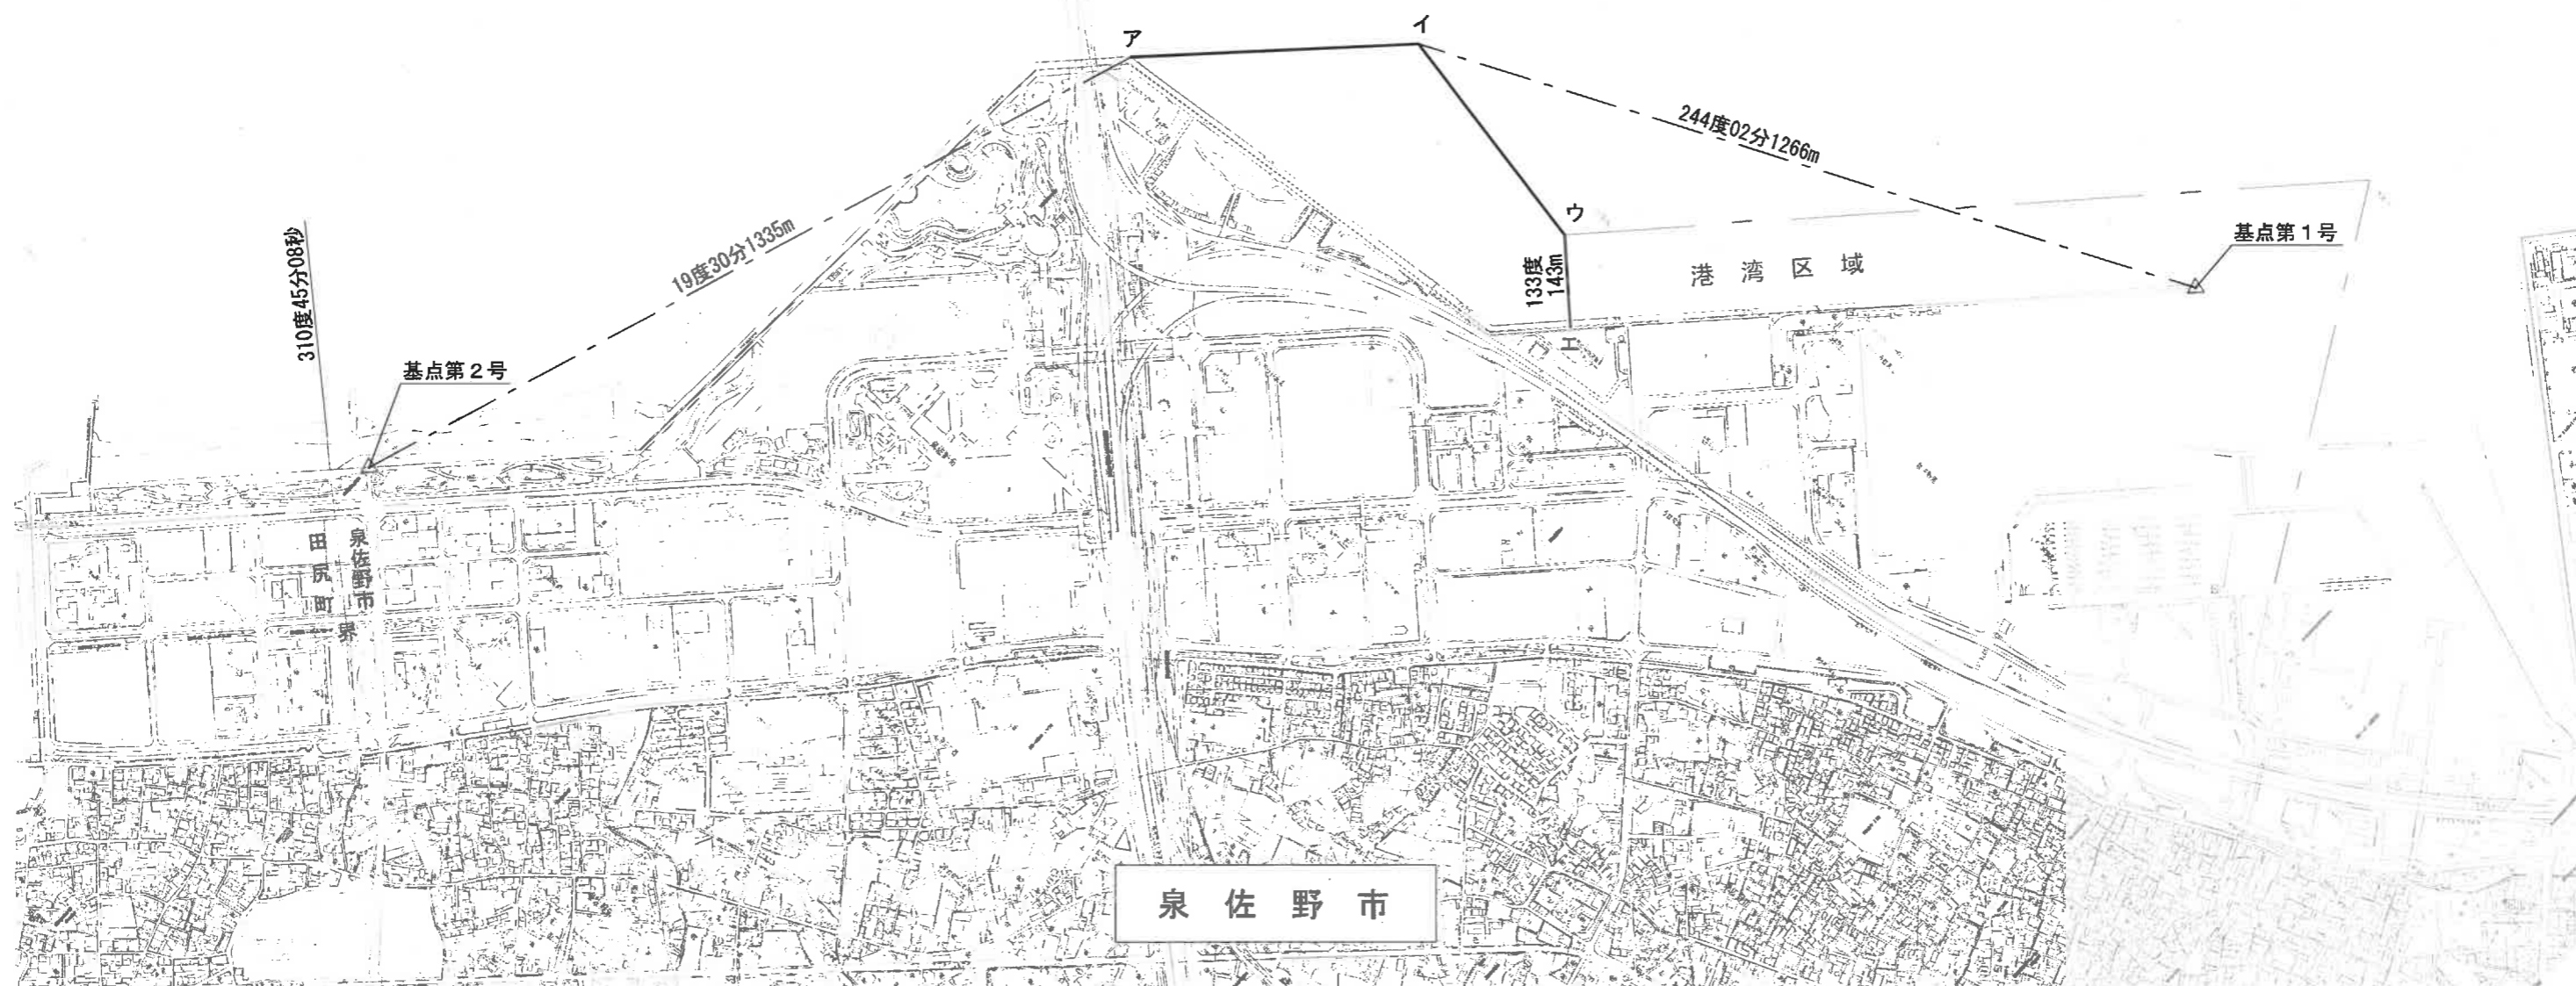 ア
イ
244度02分1266m
ウ
基点第1号
19度30分1335m
310度45分08秒
133度
143m
港湾区域
エ
基点第2号
泉佐野市
田尻町
界
泉佐野市